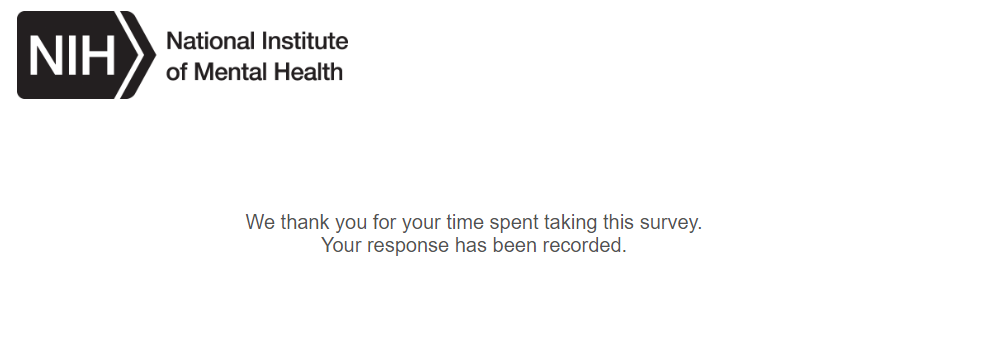 NIH
National Institute
of Mental Health
We thank you for your time spent taking this survey.
Your response has been recorded.